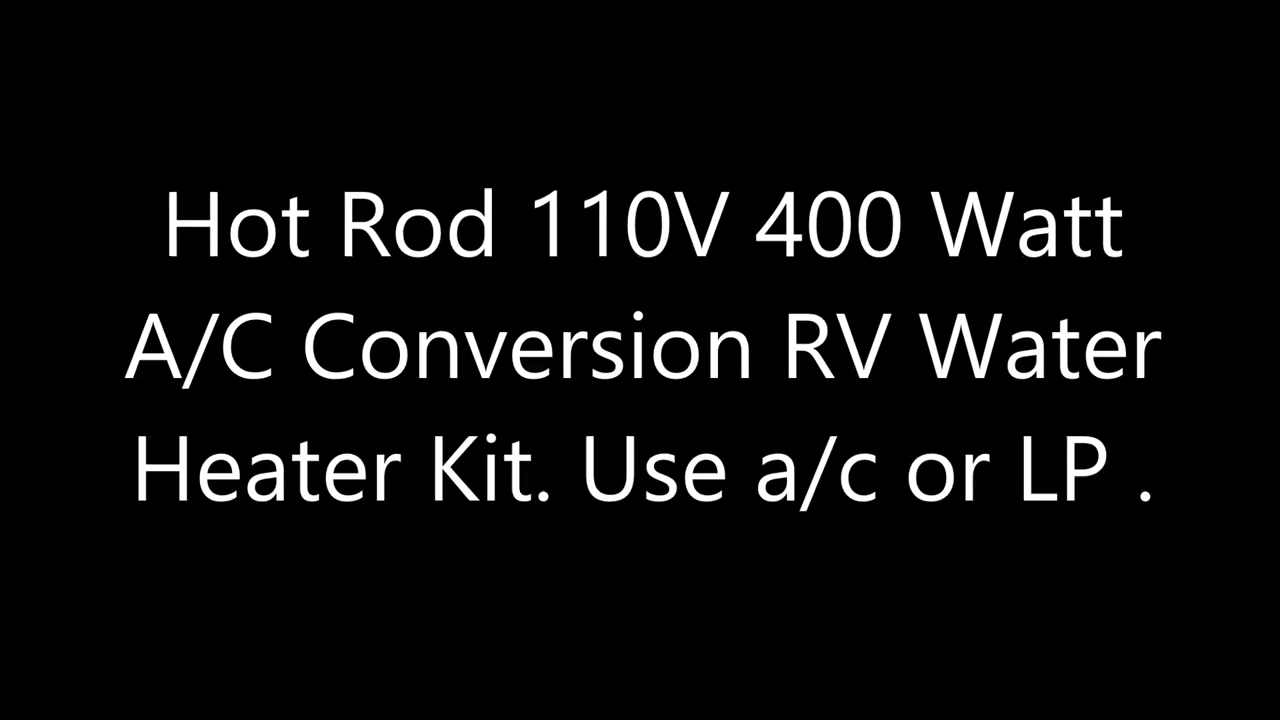 Hot Rod 110V 400 Watt
A/C Conversion RV Water
Heater Kit. Use a/c or LP .